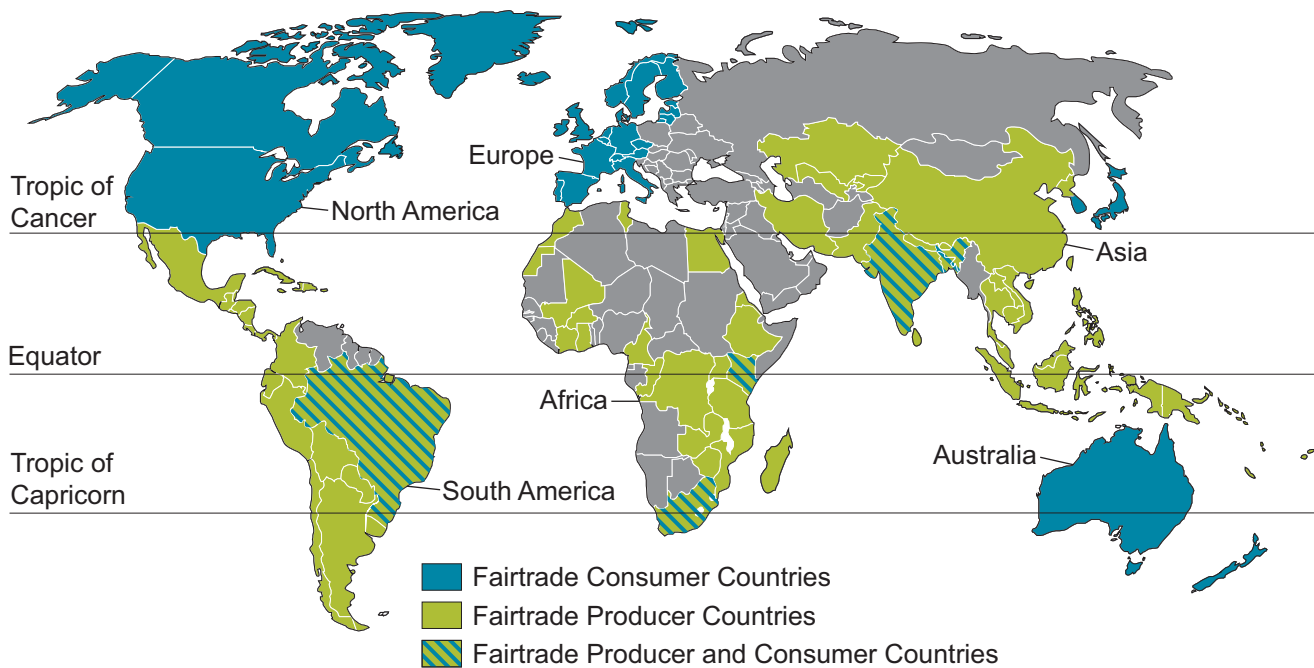 Europe
Tropic of
Cancer
North America
Asia
Equator
Africa
Australia
Tropic of
Capricorn
South America
Fairtrade Consumer Countries
Fairtrade Producer Countries
Fairtrade Producer and Consumer Countries